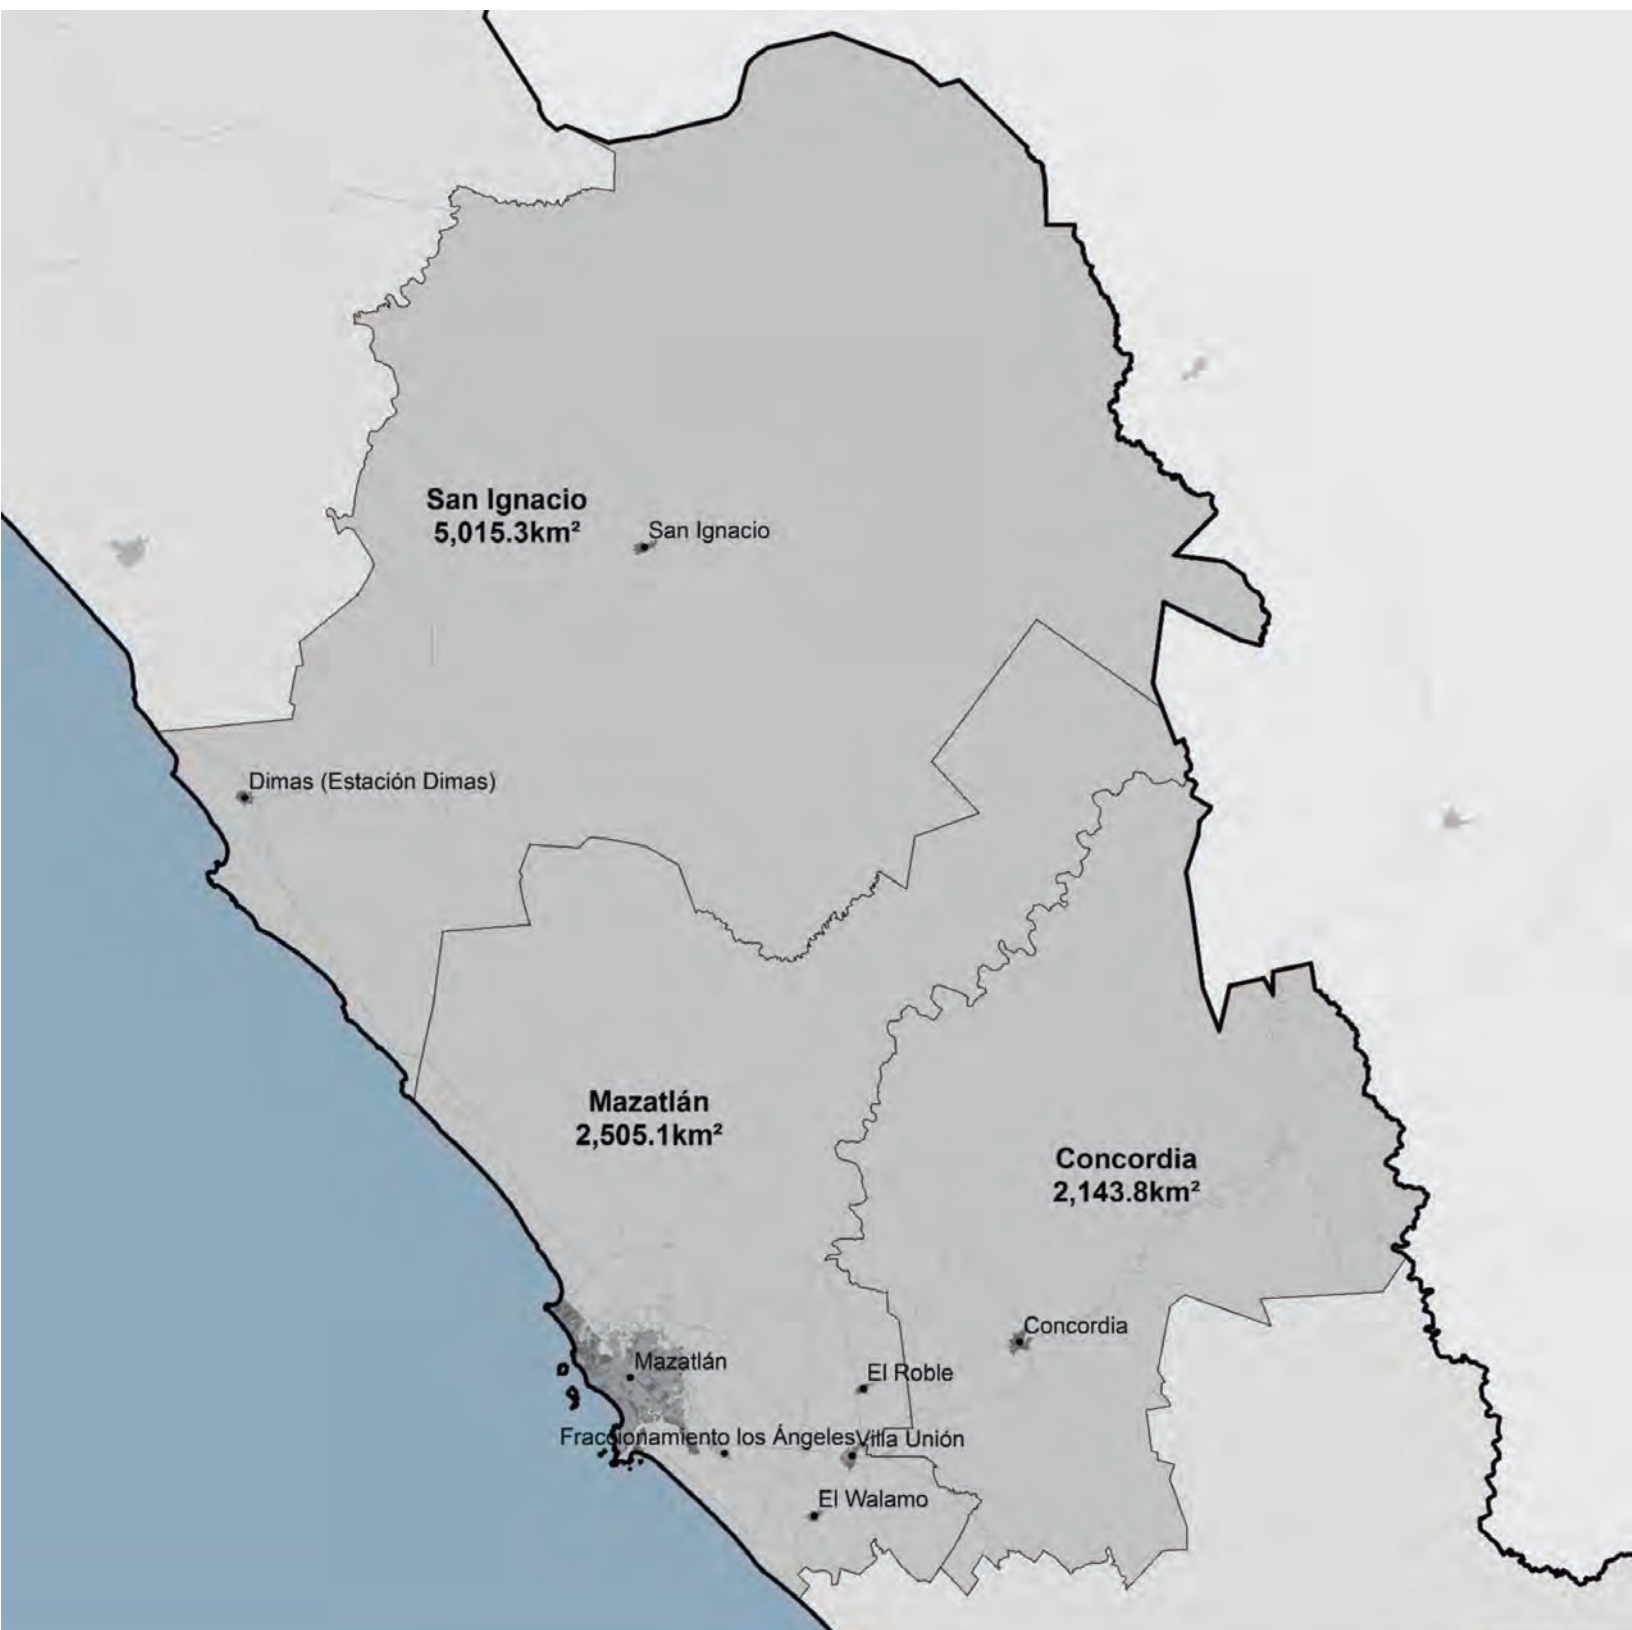 San Ignacio
5,015.3km²
San Ignacio
Dimas (Estación Dimas)
Mazatlán
2,505.1km²
Concordia
2,143.8km²
Concordia
Mazatlán
El Roble
Fraccionamiento los Ángeles
Villa Unión
El Walamo